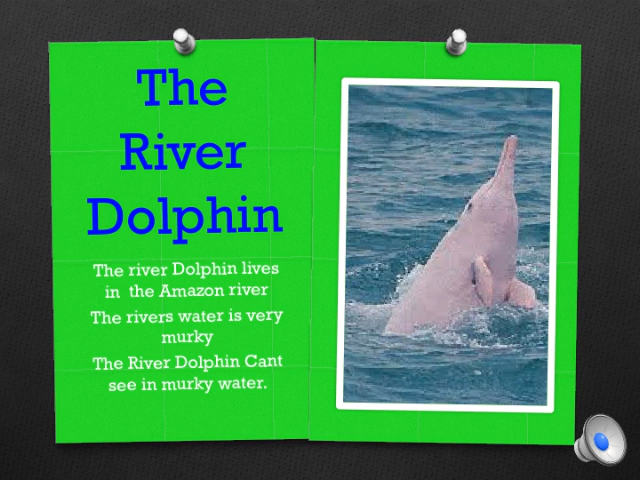 The
River
Dolphin
The river Dolphin lives
in the Amazon river
The rivers water is very
murky
The River Dolphin Cant
see in murky water.